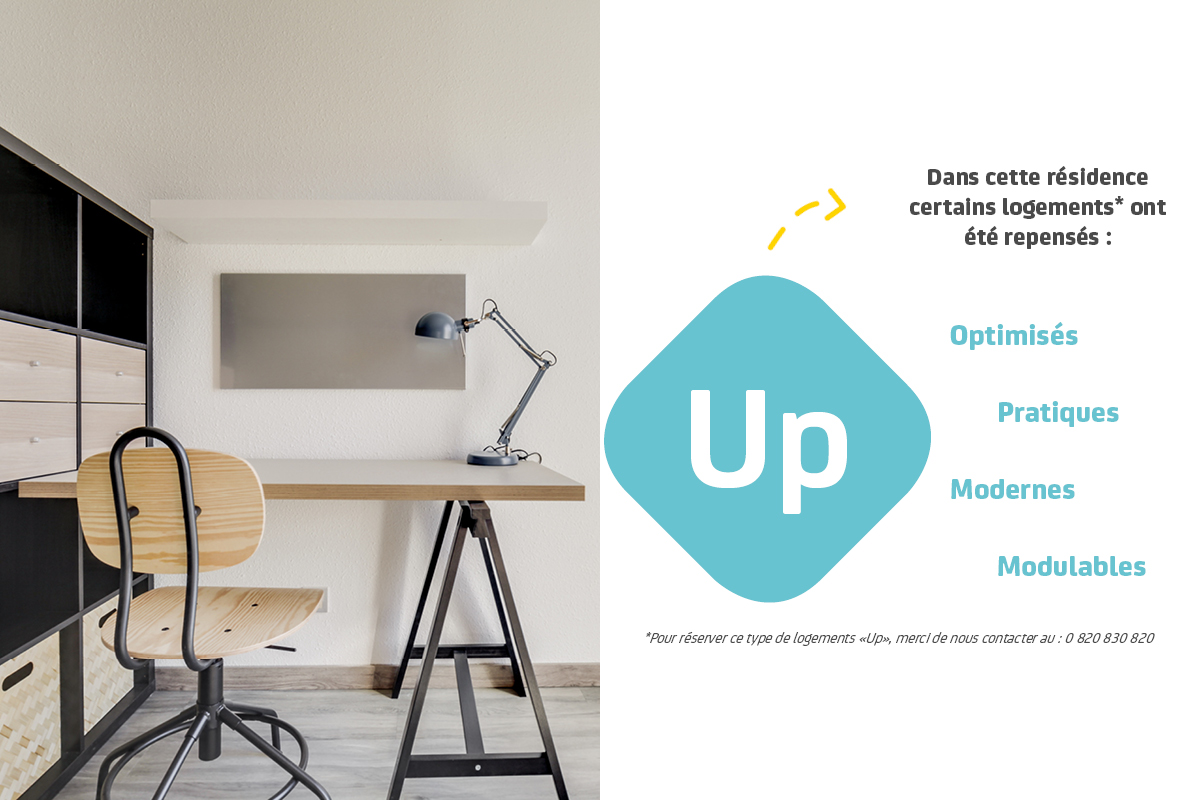 Dans cette résidence
certains logements* ont
été repensés :
Up
Optimisés
Pratiques
Modernes
Modulables
*Pour réserver ce type de logements «Up», merci de nous contacter au : 0 820 830 820